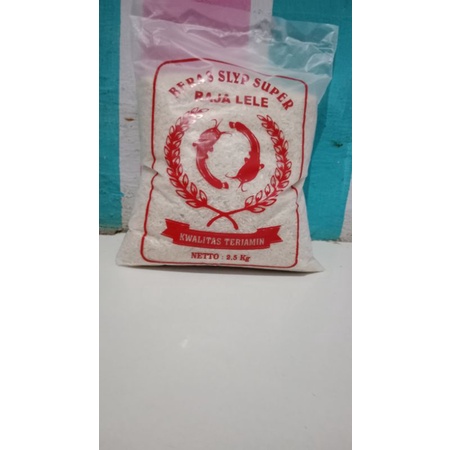 BERAS SLYP SUPER
RAJA LELE
KWALITAS TERJAMIN
NETTO : 2.5 Kg